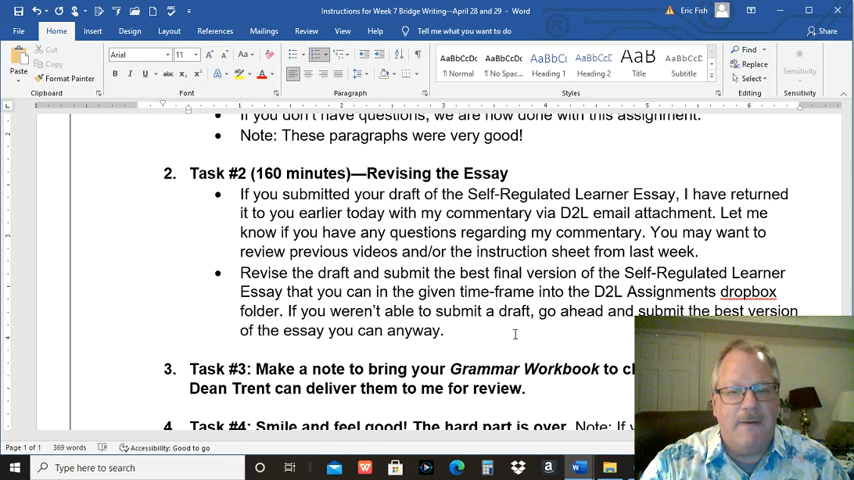 Instructions for Week 7 Bridge Writing--April 28 and 29 - Word
Eric Fish
File Home Insert Design Layout References Mailings Review View Help Tell me what you want to do Share
Paste
Cut
Copy
Format Painter
Clipboard
Arial 11
Font
Paragraph
AaBbCcDc AaBbCcDc AaBbC AaBbCcC AaB AaBbCcD
¶ Normal ¶ No Spac... Heading 1 Heading 2 Title Subtitle
Styles
Find
Replace
Select
Editing
Sensitivity
Sensitivity
If you don't have questions, we are now done with this assignment.
Note: These paragraphs were very good!
2. Task #2 (160 minutes)—Revising the Essay
If you submitted your draft of the Self-Regulated Learner Essay, I have returned
it to you earlier today with my commentary via D2L email attachment. Let me
know if you have any questions regarding my commentary. You may want to
review previous videos and/or the instruction sheet from last week.
Revise the draft and submit the best final version of the Self-Regulated Learner
Essay that you can in the given time-frame into the D2L Assignments dropbox
folder. If you weren't able to submit a draft, go ahead and submit the best version
of the essay you can anyway.
3. Task #3: Make a note to bring your Grammar Workbook to
Dean Trent can deliver them to me for review.
4. Task #4: Smile and feel good! The hard part is over. Note: If
Page 1 of 1 369 words Accessibility: Good to go
Type here to search